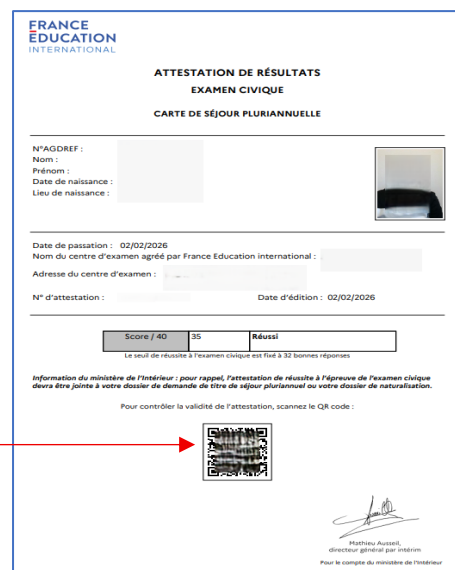 FRANCE
ÉDUCATION
INTERNATIONAL
ATTESTATION DE RÉSULTATS
EXAMEN CIVIQUE
CARTE DE SÉJOUR PLURIANNUELLE
N°AGDREF :
Nom :
Prénom :
Date de naissance :
Lieu de naissance :
Date de passation : 02/02/2026
Nom du centre d'examen agréé par France Education international :
Adresse du centre d'examen :
N° d'attestation :
Date d'édition : 02/02/2026
Score / 40 35 Réussi
Le seuil de réussite à l'examen civique est fixé à 32 bonnes réponses
Information du ministère de l'Intérieur : pour rappel, l'attestation de réussite à l'épreuve de l'examen civique
devra être jointe à votre dossier de demande de titre de séjour pluriannuel ou votre dossier de naturalisation.
Pour contrôler la validité de l'attestation, scannez le QR code :
Mathieu Ausseil,
directeur général par intérim
Pour le compte du ministère de l'Intérieur